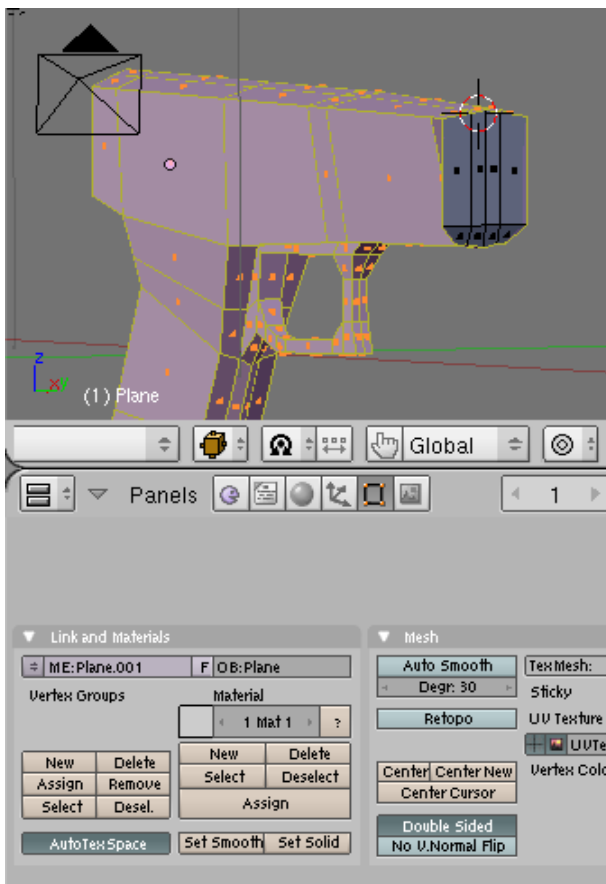 z
x y
(1) Plane
Global
Panels
1
Link and Materials
Mesh
ME:Plane.001
F
OB:Plane
Auto Smooth
TexMesh:
Degr: 30
Sticky
Vertex Groups
Material
1 Mat 1
?
Retopo
UV Texture
UVTe
New
Delete
New
Delete
Center
Center New
Vertex Colo
Assign
Remove
Select
Deselect
Center Cursor
Select
Desel.
Assign
Double Sided
AutoTexSpace
Set Smooth
Set Solid
No V.Normal Flip